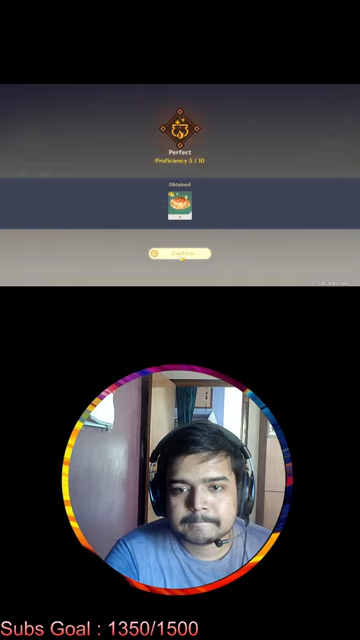 Perfect
Proficiency 5 / 10
Obtained
Confirm
Subs Goal : 1350/1500